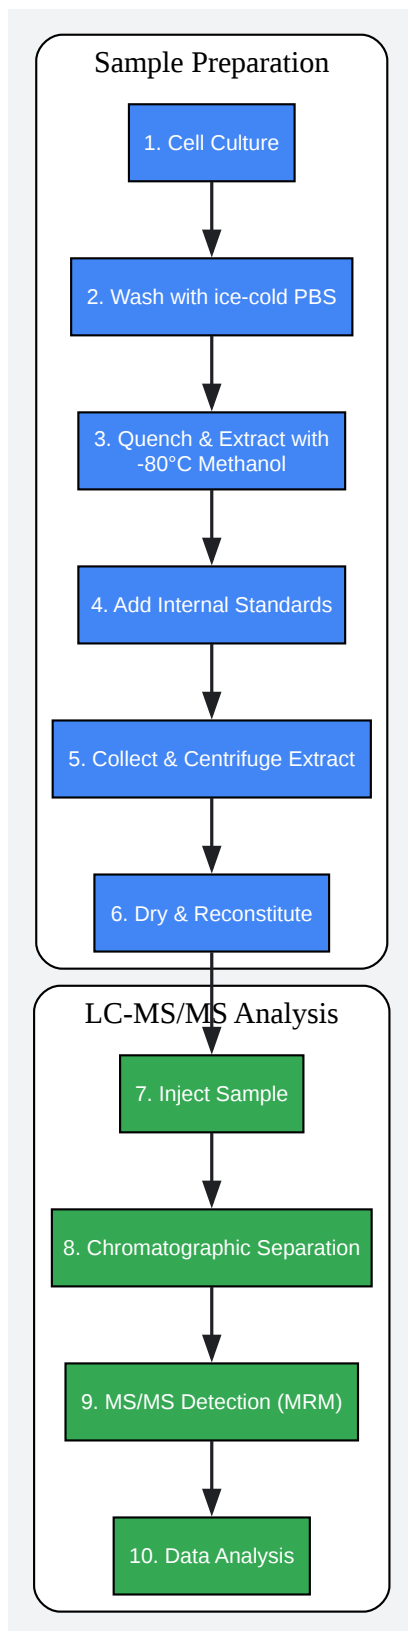 Sample Preparation
1. Cell Culture
2. Wash with ice-cold PBS
3. Quench & Extract with
-80°C Methanol
4. Add Internal Standards
5. Collect & Centrifuge Extract
6. Dry & Reconstitute
LC-MS/MS Analysis
7. Inject Sample
8. Chromatographic Separation
9. MS/MS Detection (MRM)
10. Data Analysis